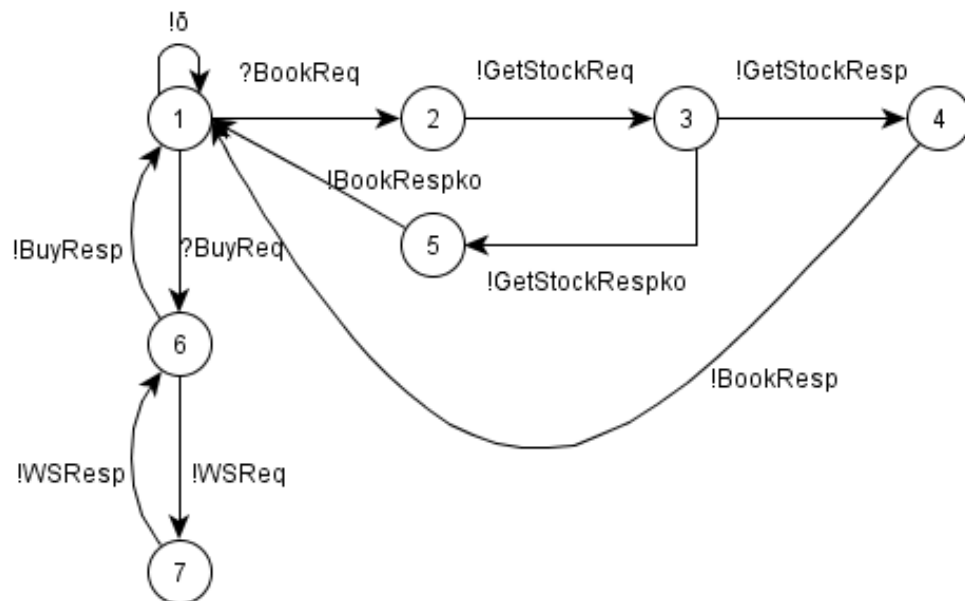 !δ
?BookReq
!GetStockReq
!GetStockResp
1
2
3
4
!BookRespko
!BuyResp
?BuyReq
5
!GetStockRespko
6
!BookResp
!WSResp
!WSReq
7